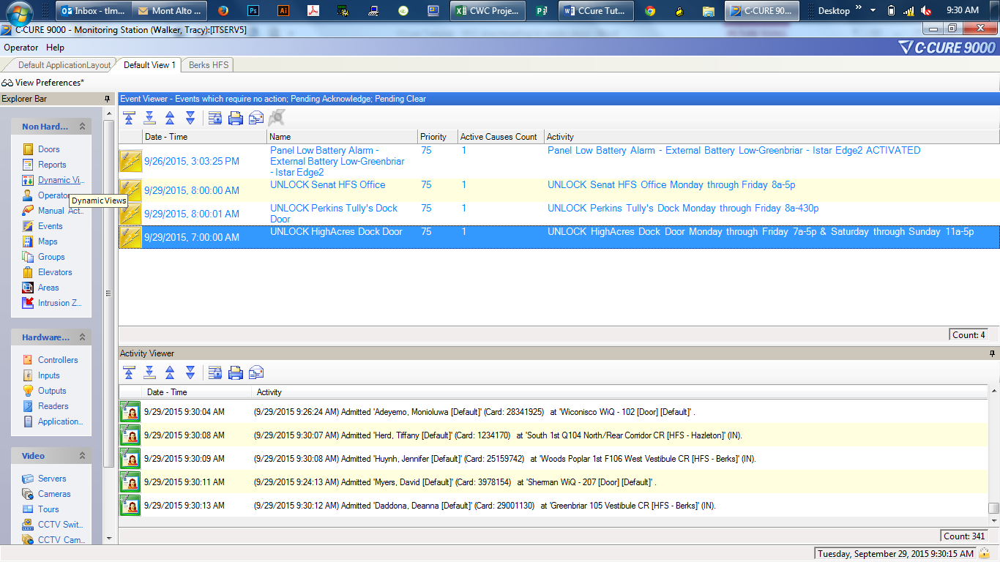 Inbox - tlm...
Mont Alto ...
CWC Proje...
CCure Tut...
C-CURE 90...
Desktop
9:30 AM
C-CURE 9000 - Monitoring Station (Walker, Tracy):[ITSERV5]
Operator Help
C•CURE 9000
Default ApplicationLayout
Default View 1
Berks HFS
View Preferences*
Explorer Bar
Non Hard...
Doors
Reports
Dynamic Vi...
Operato
Dynamic Views
Manual Act...
Events
Maps
Groups
Elevators
Areas
Intrusion Z...
Hardware...
Controllers
Inputs
Outputs
Readers
Application...
Video
Servers
Cameras
Tours
CCTV Swit...
CCTV Cam...
Event Viewer - Events which require no action; Pending Acknowledge; Pending Clear
Date - Time Name Priority Active Causes Count Activity
9/26/2015, 3:03:25 PM
Panel Low Battery Alarm -
External Battery Low-Greenbriar
- Istar Edge2
75 1 Panel Low Battery Alarm - External Battery Low-Greenbriar - Istar Edge2 ACTIVATED
9/29/2015, 8:00:00 AM UNLOCK Senat HFS Office 75 1 UNLOCK Senat HFS Office Monday through Friday 8a-5p
9/29/2015, 8:00:01 AM
UNLOCK Perkins Tully's Dock
Door
75 1 UNLOCK Perkins Tully's Dock Monday through Friday 8a-430p
9/29/2015, 7:00:00 AM UNLOCK HighAcres Dock Door 75 1 UNLOCK HighAcres Dock Door Monday through Friday 7a-5p & Saturday through Sunday 11a-5p
Count: 4
Activity Viewer
Date - Time Activity
9/29/2015 9:30:04 AM (9/29/2015 9:26:24 AM) Admitted 'Adeyemo, Monioluwa [Default]' (Card: 28341925) at 'Wiconisco WiQ - 102 [Door] [Default]' .
9/29/2015 9:30:08 AM (9/29/2015 9:30:07 AM) Admitted 'Herd, Tiffany [Default]' (Card: 1234170) at 'South 1st Q104 North/Rear Corridor CR [HFS - Hazleton]' (IN).
9/29/2015 9:30:09 AM (9/29/2015 9:30:08 AM) Admitted 'Huynh, Jennifer [Default]' (Card: 25159742) at 'Woods Poplar 1st F106 West Vestibule CR [HFS - Berks]' (IN).
9/29/2015 9:30:11 AM (9/29/2015 9:24:13 AM) Admitted 'Myers, David [Default]' (Card: 3978154) at 'Sherman WiQ - 207 [Door] [Default]' .
9/29/2015 9:30:13 AM (9/29/2015 9:30:12 AM) Admitted 'Daddona, Deanna [Default]' (Card: 29001130) at 'Greenbriar 105 Vestibule CR [HFS - Berks]' (IN).
Count: 341
Tuesday, September 29, 2015 9:30:15 AM